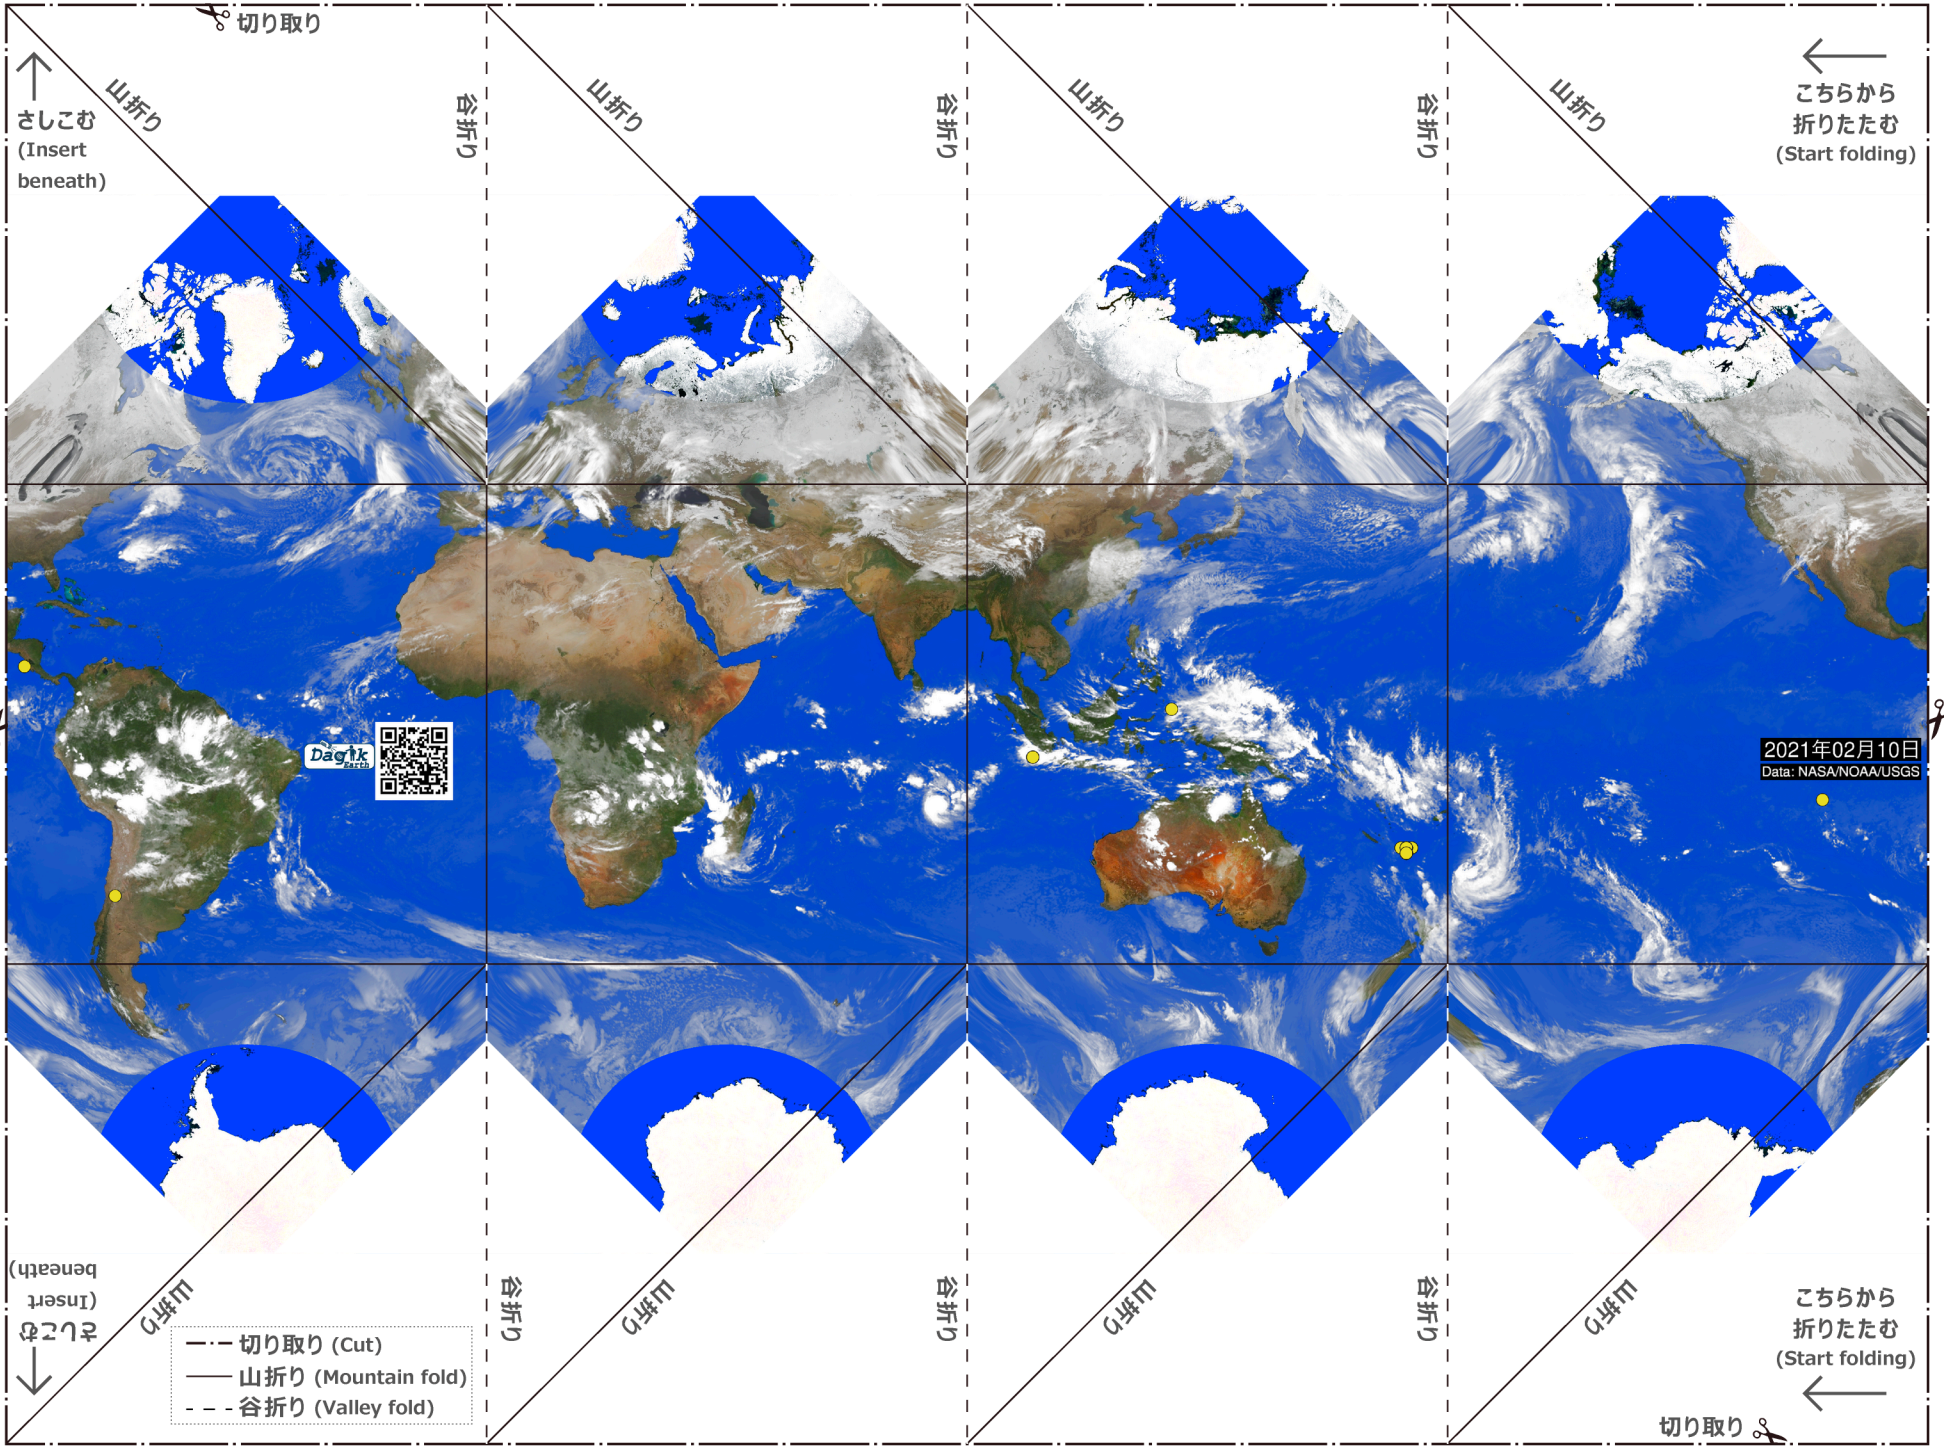 切り取り
山折り
谷折り
山折り
谷折り
山折り
谷折り
山折り
こちらから
折りたたむ
(Start folding)
さしこむ
(Insert
beneath)
Dagik
Earth
2021年02月10日
Data: NASA/NOAA/USGS
さしこむ
(Insert
beneath)
山折り
谷折り
山折り
谷折り
山折り
谷折り
山折り
こちらから
折りたたむ
(Start folding)
切り取り (Cut)
山折り (Mountain fold)
谷折り (Valley fold)
切り取り